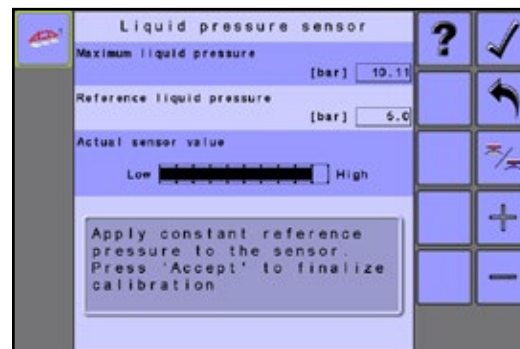 Liquid pressure sensor
Maximum liquid pressure
[bar] 10.11
Reference liquid pressure
[bar] 5.0
Actual sensor value
Low High
Apply constant reference
pressure to the sensor.
Press 'Accept' to finalize
calibration
?
+
-